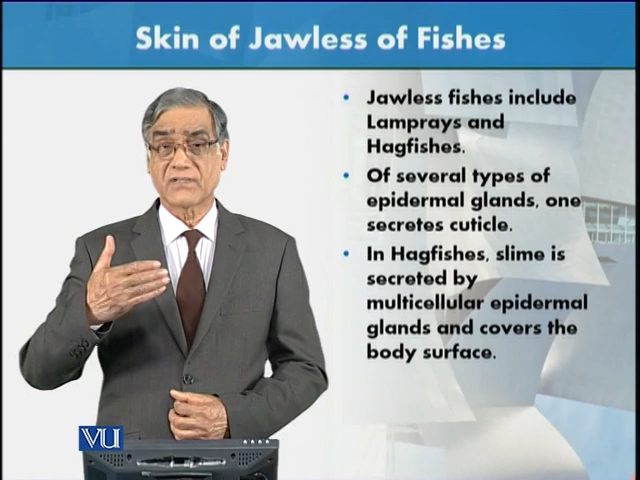 Skin of Jawless of Fishes
• Jawless fishes include
Lamprays and
Hagfishes.
• Of several types of
epidermal glands, one
secretes cuticle.
• In Hagfishes, slime is
secreted by
multicellular epidermal
glands and covers the
body surface.
VU